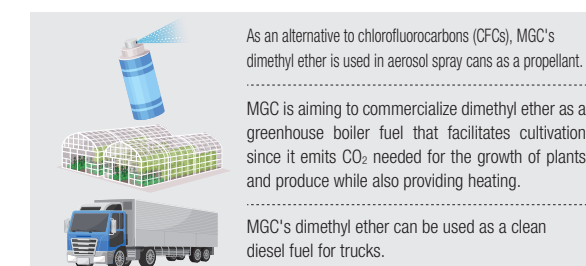 As an alternative to chlorofluorocarbons (CFCs), MGC's
dimethyl ether is used in aerosol spray cans as a propellant.
MGC is aiming to commercialize dimethyl ether as a
greenhouse boiler fuel that facilitates cultivation
since it emits CO₂ needed for the growth of plants
and produce while also providing heating.
MGC's dimethyl ether can be used as a clean
diesel fuel for trucks.